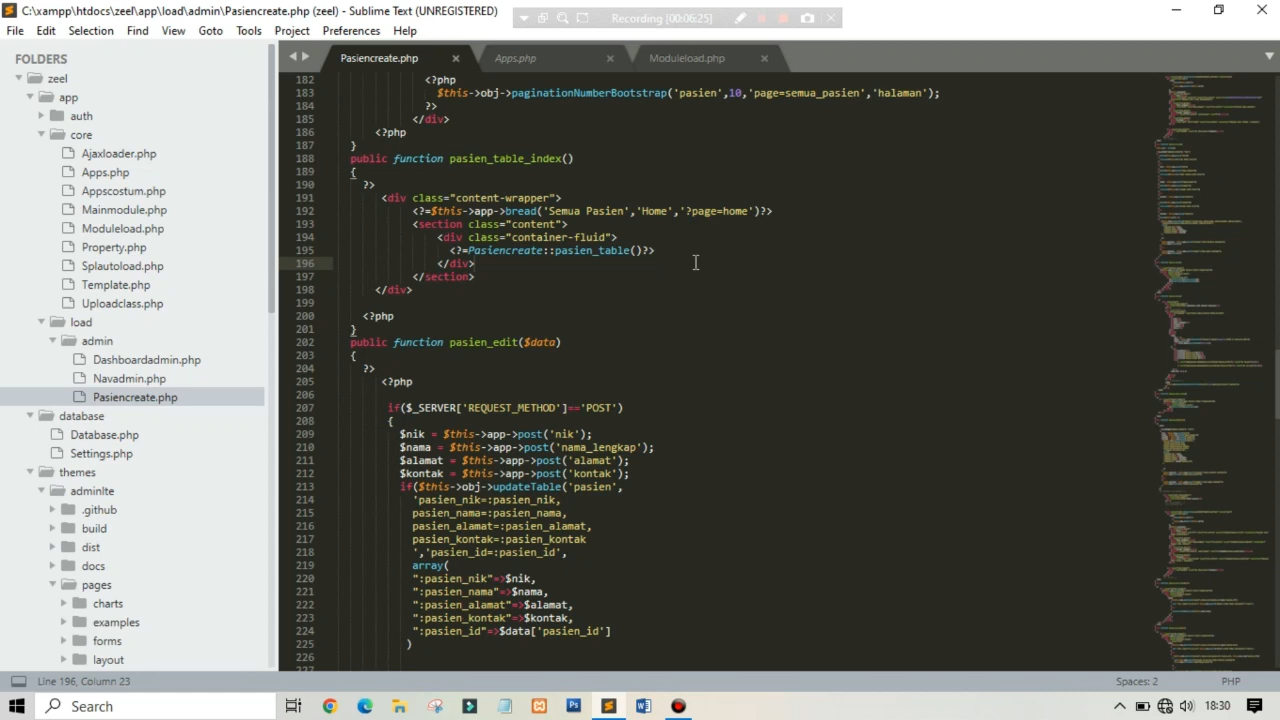 C:\xampp\htdocs\zeel\app\load\admin\Pasiencreate.php (zeel) - Sublime Text (UNREGISTERED)
Recording [00:06:25]
File Edit Selection Find View Goto Tools Project Preferences Help
FOLDERS
zeel
app
auth
core
Ajaxloader.php
Apps.php
Appscostum.php
Mainmodule.php
Moduleload.php
Property.php
Splautoload.php
Template.php
Uploadclass.php
load
admin
Dashboardadmin.php
Navadmin.php
Pasiencreate.php
database
Database.php
Settings.php
themes
adminlte
.github
build
dist
docs
pages
charts
examples
forms
layout
Pasiencreate.php Apps.php Moduleload.php
182 <?php
183 $this->obj->paginationNumberBootstrap('pasien',10,'page=semua_pasien','halaman');
184 ?>
185 </div>
186 <?php
187 }
188 public function pasien_table_index()
189 {
190 ?>
191 <div class="content-wrapper">
192 <?=$this->app->bread('Semua Pasien','Home','?page=home')?>
193 <section class="content">
194 <div class="container-fluid">
195 <?=Pasiencreate::pasien_table()?>
196 </div>
197 </section>
198 </div>
199
200 <?php
201 }
202 public function pasien_edit($data)
203 {
204 ?>
205 <?php
206
207 if($_SERVER['REQUEST_METHOD']=='POST')
208 {
209 $nik = $this->app->post('nik');
210 $nama = $this->app->post('nama_lengkap');
211 $alamat = $this->app->post('alamat');
212 $kontak = $this->app->post('kontak');
213 if($this->obj->updateTable('pasien',
214 'pasien_nik=:pasien_nik,
215 pasien_nama=:pasien_nama,
216 pasien_alamat=:pasien_alamat,
217 pasien_kontak=:pasien_kontak
218 ','pasien_id=:pasien_id',
219 array(
220 ":pasien_nik"=>$nik,
221 ":pasien_nama"=>$nama,
222 ":pasien_alamat"=>$alamat,
223 ":pasien_kontak"=>$kontak,
224 ":pasien_id"=>$data['pasien_id']
225 )
226
Line 196, Column 23 Spaces: 2 PHP
Search 18:30